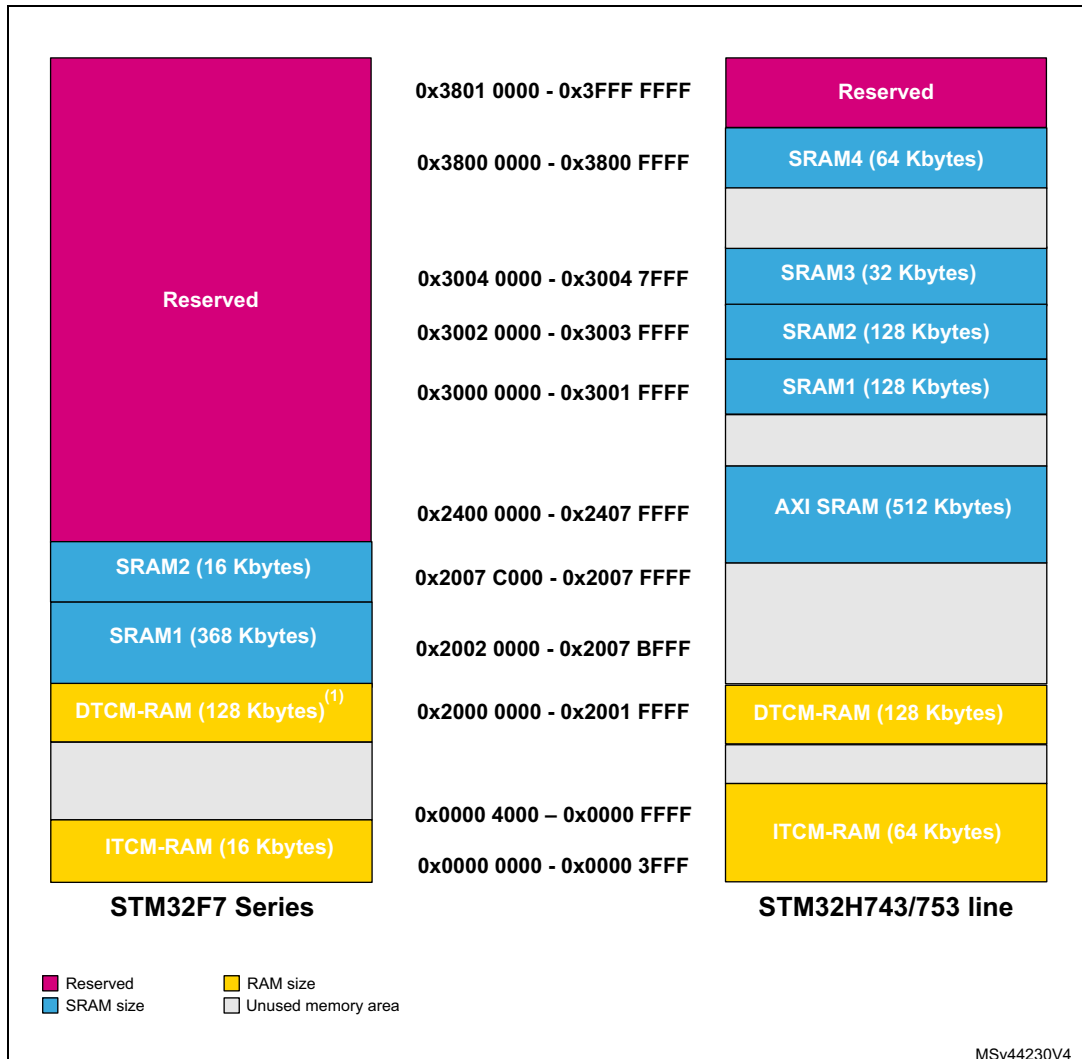 Reserved
SRAM2 (16 Kbytes)
SRAM1 (368 Kbytes)
DTCM-RAM (128 Kbytes)(1)
ITCM-RAM (16 Kbytes)
STM32F7 Series
0x3801 0000 - 0x3FFF FFFF
0x3800 0000 - 0x3800 FFFF
0x3004 0000 - 0x3004 7FFF
0x3002 0000 - 0x3003 FFFF
0x3000 0000 - 0x3001 FFFF
0x2400 0000 - 0x2407 FFFF
0x2007 C000 - 0x2007 FFFF
0x2002 0000 - 0x2007 BFFF
0x2000 0000 - 0x2001 FFFF
0x0000 4000 – 0x0000 FFFF
0x0000 0000 - 0x0000 3FFF
Reserved
SRAM4 (64 Kbytes)
SRAM3 (32 Kbytes)
SRAM2 (128 Kbytes)
SRAM1 (128 Kbytes)
AXI SRAM (512 Kbytes)
DTCM-RAM (128 Kbytes)
ITCM-RAM (64 Kbytes)
STM32H743/753 line
Reserved
SRAM size
RAM size
Unused memory area
MSv44230V4